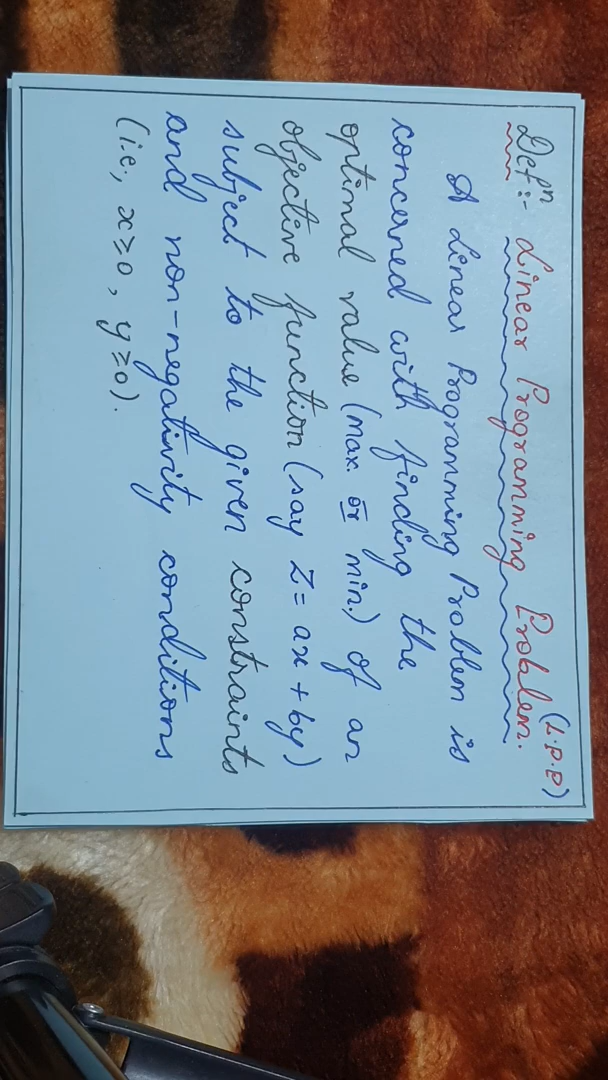 Defⁿ :- Linear Programming Problem. (L.P.P)
A Linear Programming Problem is
concerned with finding the
optimal value (max. or min.) of an
objective function (say Z = ax + by)
subject to the given constraints
and non-negativity conditions
(i.e., x ≥ 0, y ≥ 0).